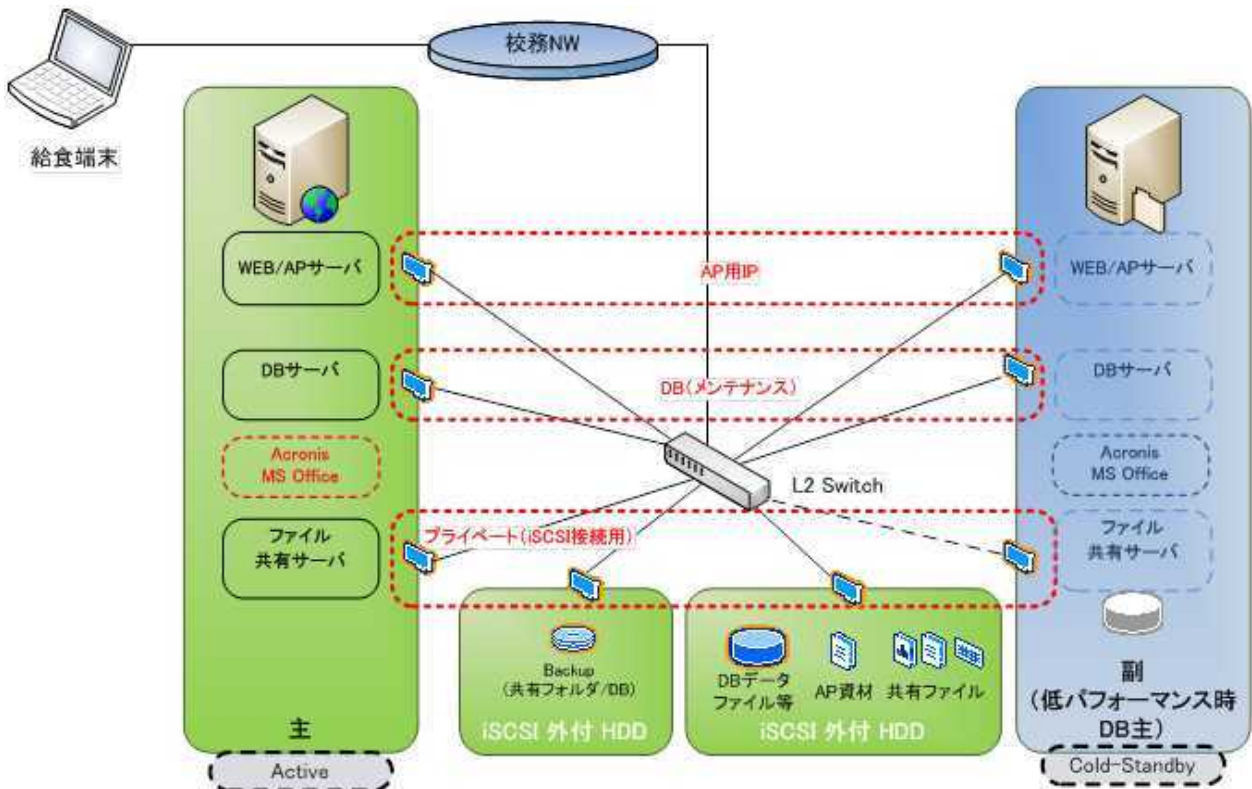 校務NW
給食端末
WEB/APサーバ
AP用IP
WEB/APサーバ
DBサーバ
DB(メンテナンス)
DBサーバ
Acronis
MS Office
L2 Switch
Acronis
MS Office
ファイル
共有サーバ
プライベート(iSCSI接続用)
ファイル
共有サーバ
Backup
(共有フォルダ/DB)
iSCSI 外付 HDD
DBデータ
ファイル等
AP資材
共有ファイル
iSCSI 外付 HDD
主
Active
副
(低パフォーマンス時
DB主)
Cold-Standby